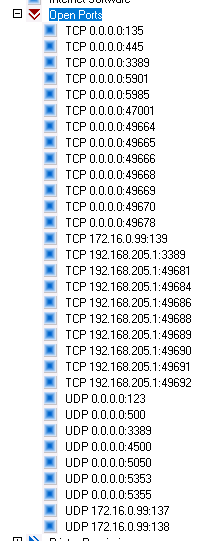 Open Ports
TCP 0.0.0.0:135
TCP 0.0.0.0:445
TCP 0.0.0.0:3389
TCP 0.0.0.0:5901
TCP 0.0.0.0:5985
TCP 0.0.0.0:47001
TCP 0.0.0.0:49664
TCP 0.0.0.0:49665
TCP 0.0.0.0:49666
TCP 0.0.0.0:49668
TCP 0.0.0.0:49669
TCP 0.0.0.0:49670
TCP 0.0.0.0:49678
TCP 172.16.0.99:139
TCP 192.168.205.1:3389
TCP 192.168.205.1:49681
TCP 192.168.205.1:49684
TCP 192.168.205.1:49686
TCP 192.168.205.1:49688
TCP 192.168.205.1:49689
TCP 192.168.205.1:49690
TCP 192.168.205.1:49691
TCP 192.168.205.1:49692
UDP 0.0.0.0:123
UDP 0.0.0.0:500
UDP 0.0.0.0:3389
UDP 0.0.0.0:4500
UDP 0.0.0.0:5050
UDP 0.0.0.0:5353
UDP 0.0.0.0:5355
UDP 172.16.0.99:137
UDP 172.16.0.99:138